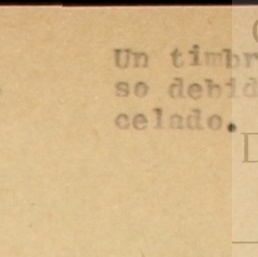 Un timbr
so debid
celado.